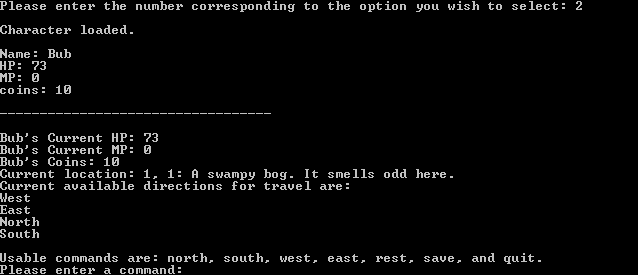 Please enter the number corresponding to the option you wish to select: 2
Character loaded.
Name: Bub
HP: 73
MP: 0
coins: 10
----------------------------------
Bub's Current HP: 73
Bub's Current MP: 0
Bub's Coins: 10
Current location: 1, 1: A swampy bog. It smells odd here.
Current available directions for travel are:
West
East
North
South
Usable commands are: north, south, west, east, rest, save, and quit.
Please enter a command: